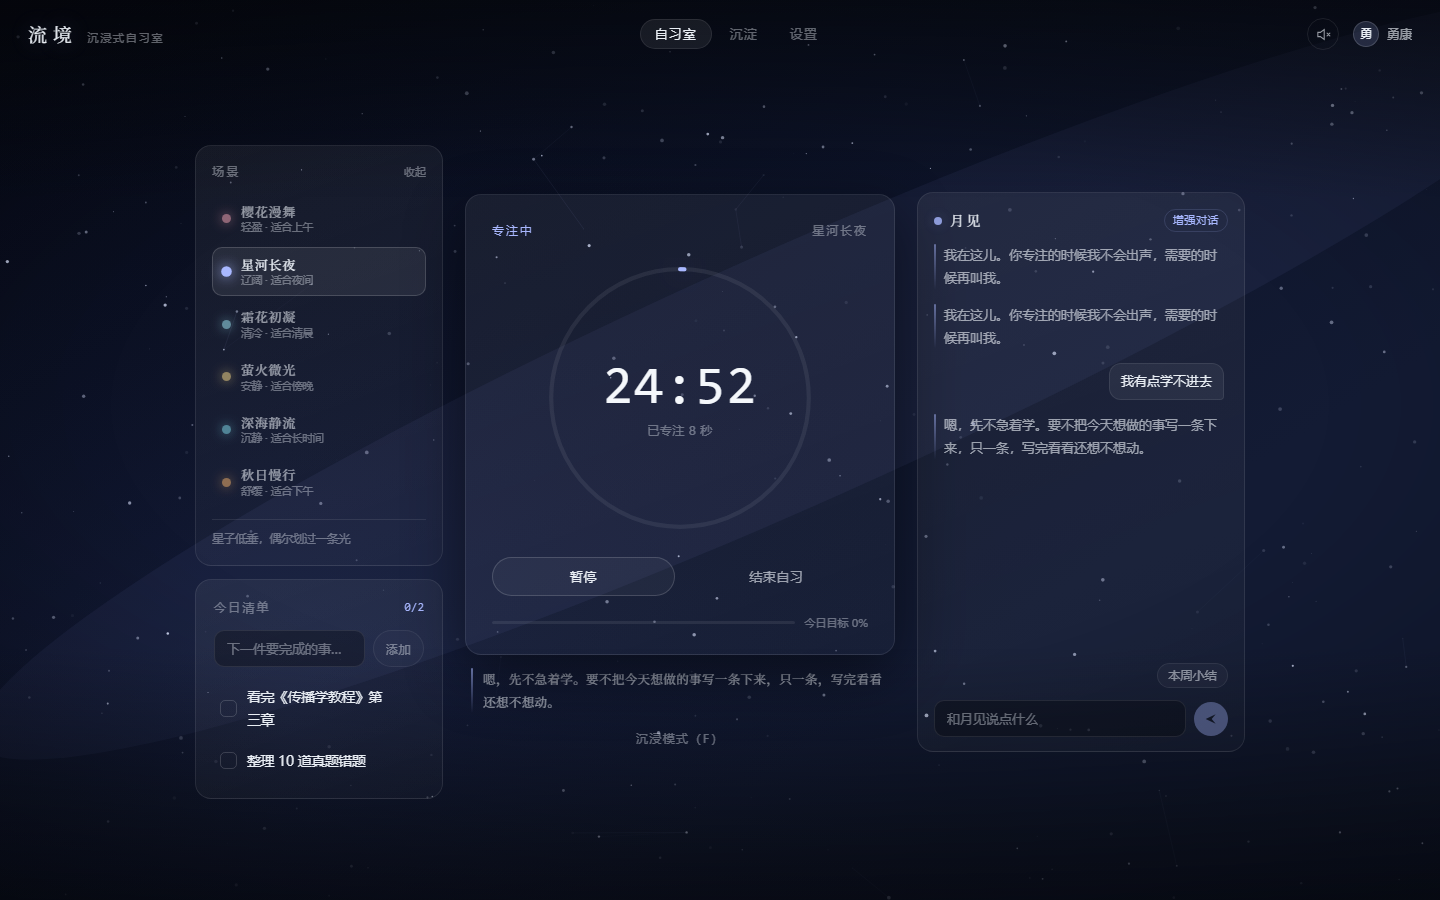 流境 沉浸式自习室
自习室 沉淀 设置
勇 勇康
场景 收起
樱花漫舞
轻盈 · 适合上午
星河长夜
辽阔 · 适合夜间
霜花初凝
清冷 · 适合清晨
萤火微光
安静 · 适合傍晚
深海静流
沉静 · 适合长时间
秋日慢行
舒缓 · 适合下午
星子低垂，偶尔划过一条光
今日清单 0/2
下一件要完成的事... 添加
看完《传播学教程》第
三章
整理 10 道真题错题
专注中 星河长夜
24:52
已专注 8 秒
暂停 结束自习
今日目标 0%
嗯，先不急着学。要不把今天想做的事写一条下来，只一条，写完看看
还想不想动。
沉浸模式 (F)
月见 增强对话
我在这儿。你专注的时候我不会出声，需要的时
候再叫我。
我在这儿。你专注的时候我不会出声，需要的时
候再叫我。
我有点学不进去
嗯，先不急着学。要不把今天想做的事写一条下
来，只一条，写完看看还想不想动。
本周小结
和月见说点什么